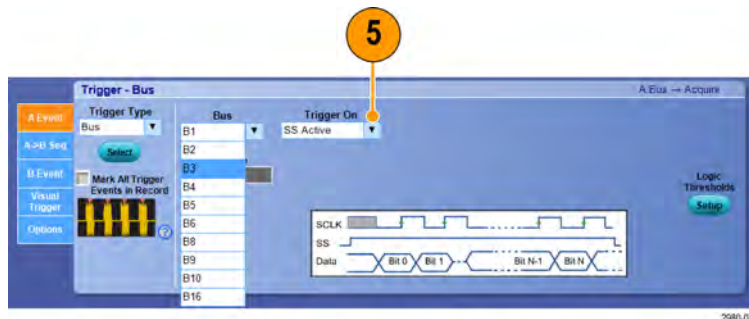 5
Trigger - Bus
A Bus → Acquire
A Event
A->B Seq
B Event
Visual
Trigger
Options
Trigger Type
Bus
Select
Mark All Trigger
Events in Record
?
Bus
B1
B2
B3
B4
B5
B6
B8
B9
B10
B16
Trigger On
SS Active
SCLK
SS
Data
Bit 0
Bit 1
Bit N-1
Bit N
Logic
Thresholds
Setup